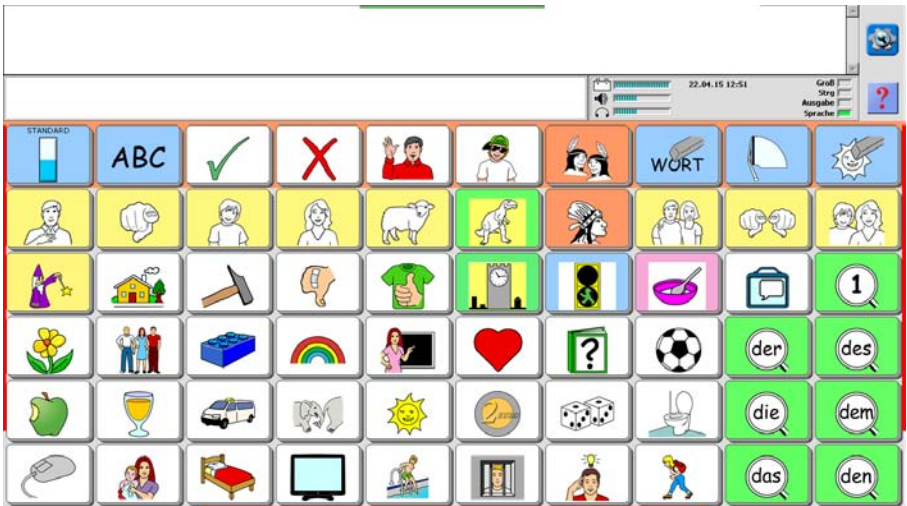 22.04.15 12:51
Groß
Strg
Ausgabe
Sprache
?
STANDARD
ABC
WORT
1
?
der
des
2
die
dem
das
den